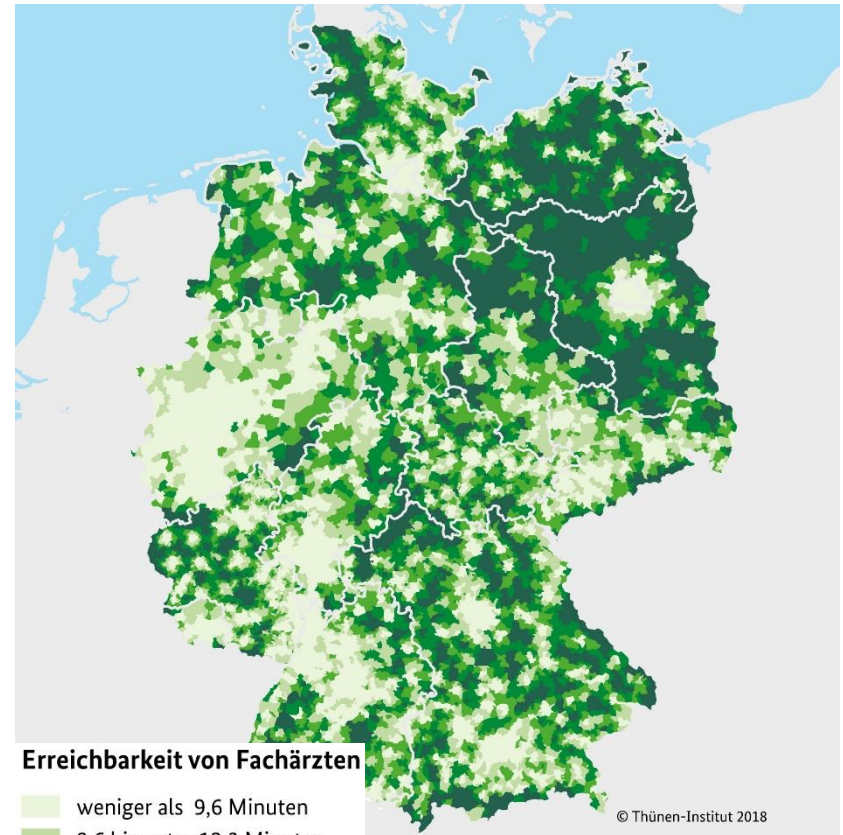 Erreichbarkeit von Fachärzten
weniger als 9,6 Minuten
© Thünen-Institut 2018